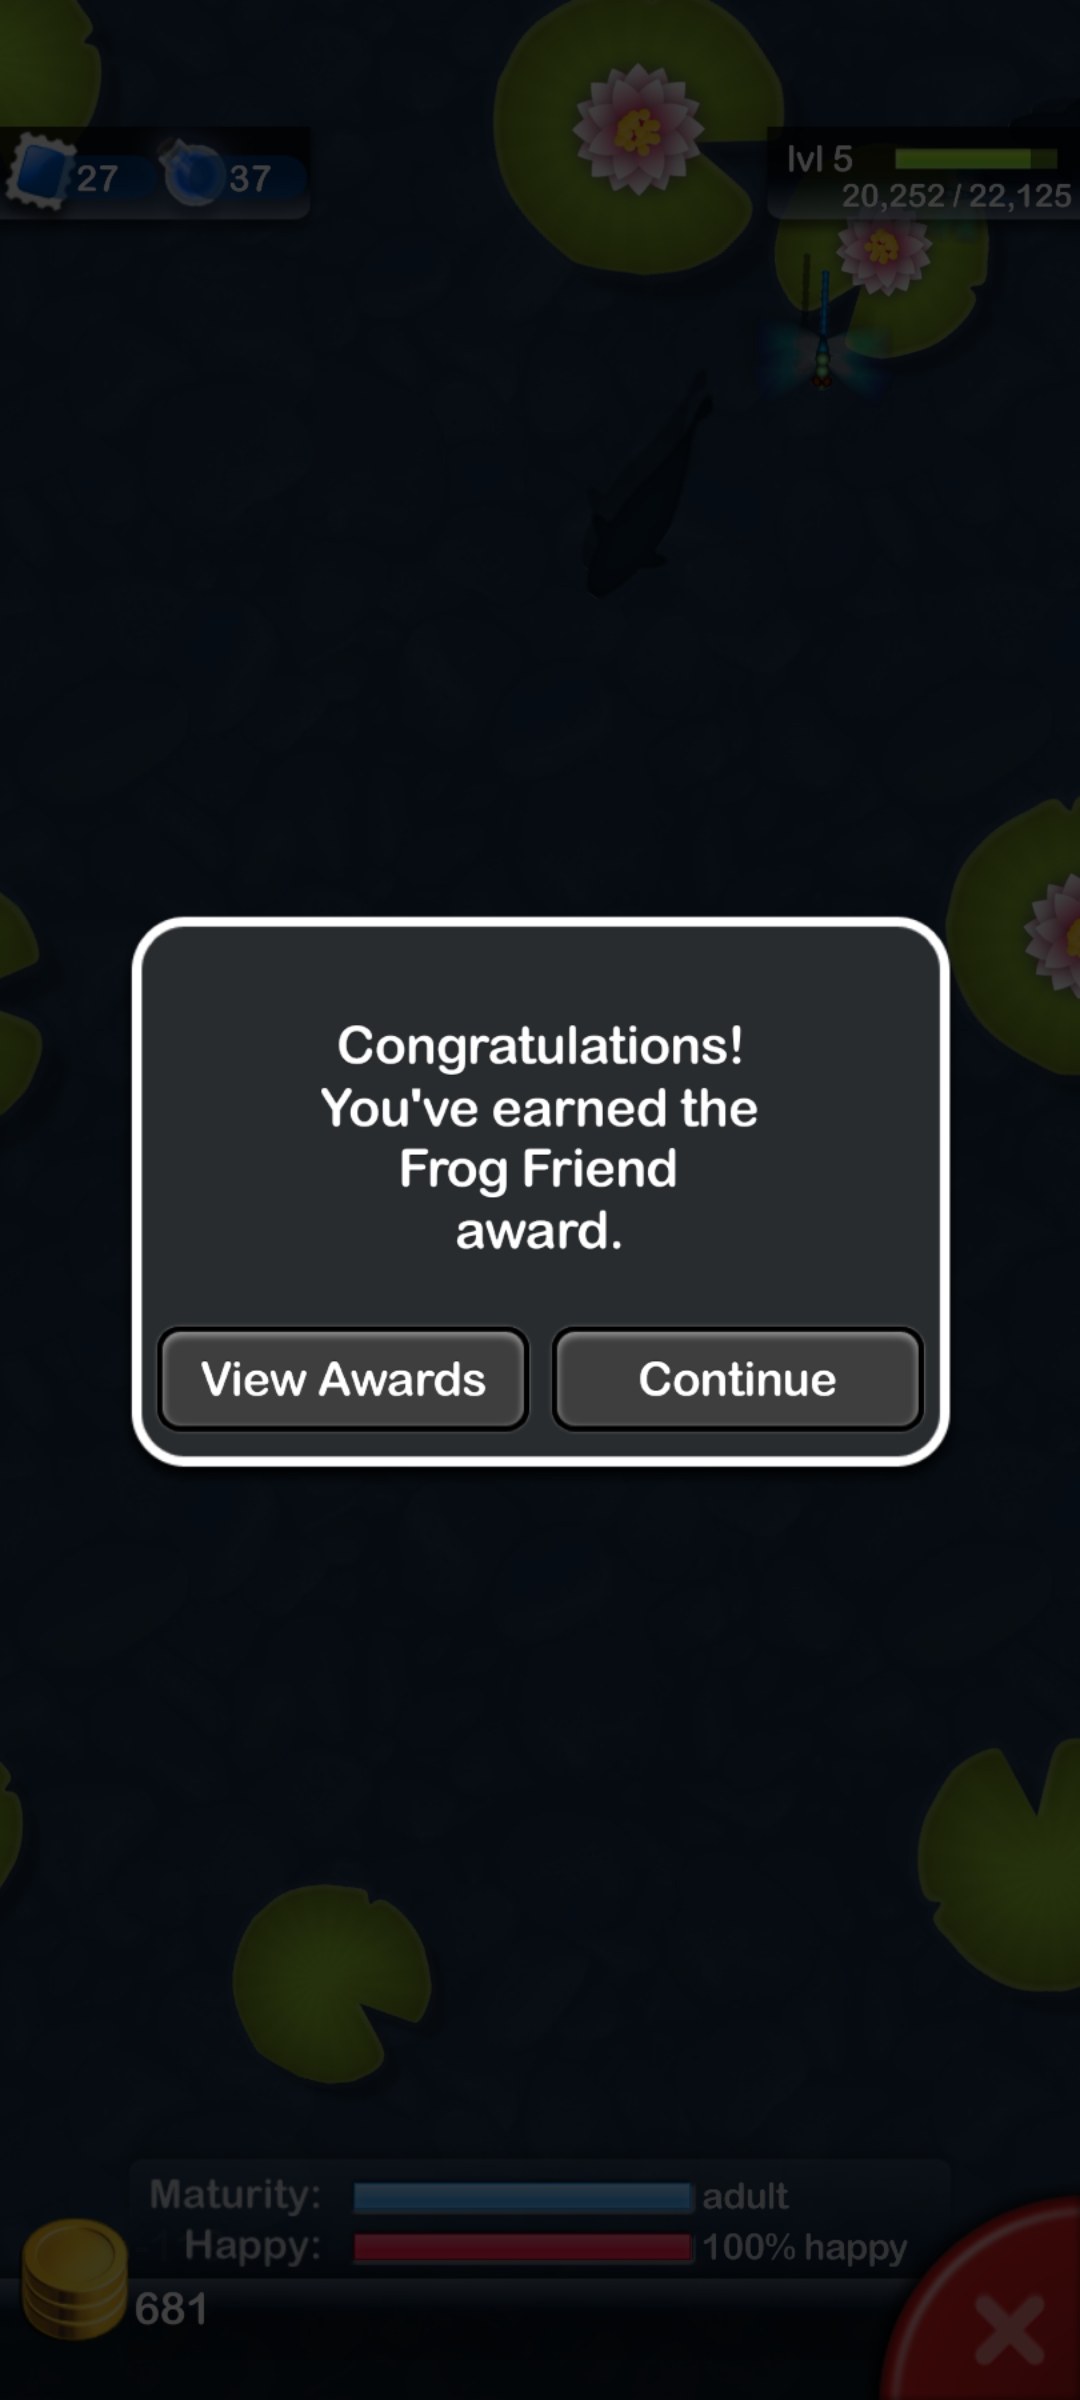 27
37
lvl 5
20,252 / 22,125
Congratulations!
You've earned the
Frog Friend
award.
View Awards
Continue
Maturity: adult
Happy: 100% happy
681